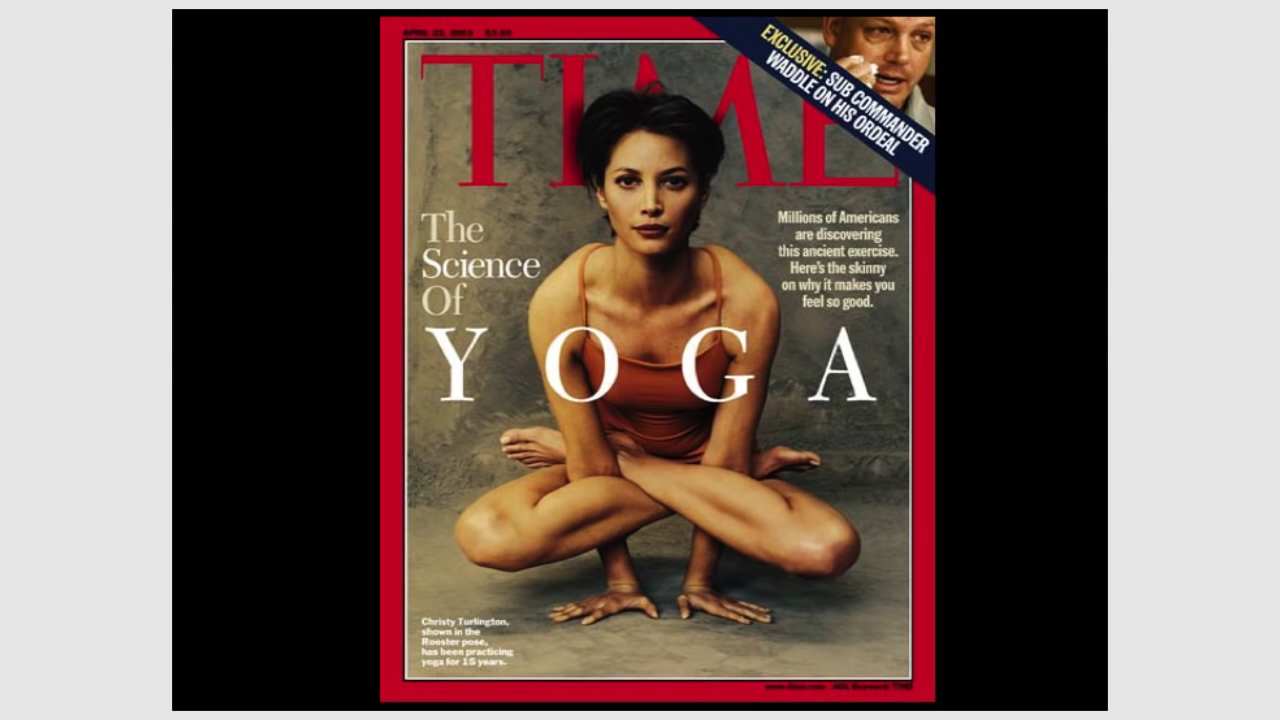 TIME
EXCLUSIVE: SUB COMMANDER
WADDLE ON HIS ORDEAL
The
Science
Of
YOGA
Millions of Americans
are discovering
this ancient exercise.
Here's the skinny
on why it makes you
feel so good.
Christy Turlington,
shown in the
Rooster pose,
has been practicing
yoga for 15 years.